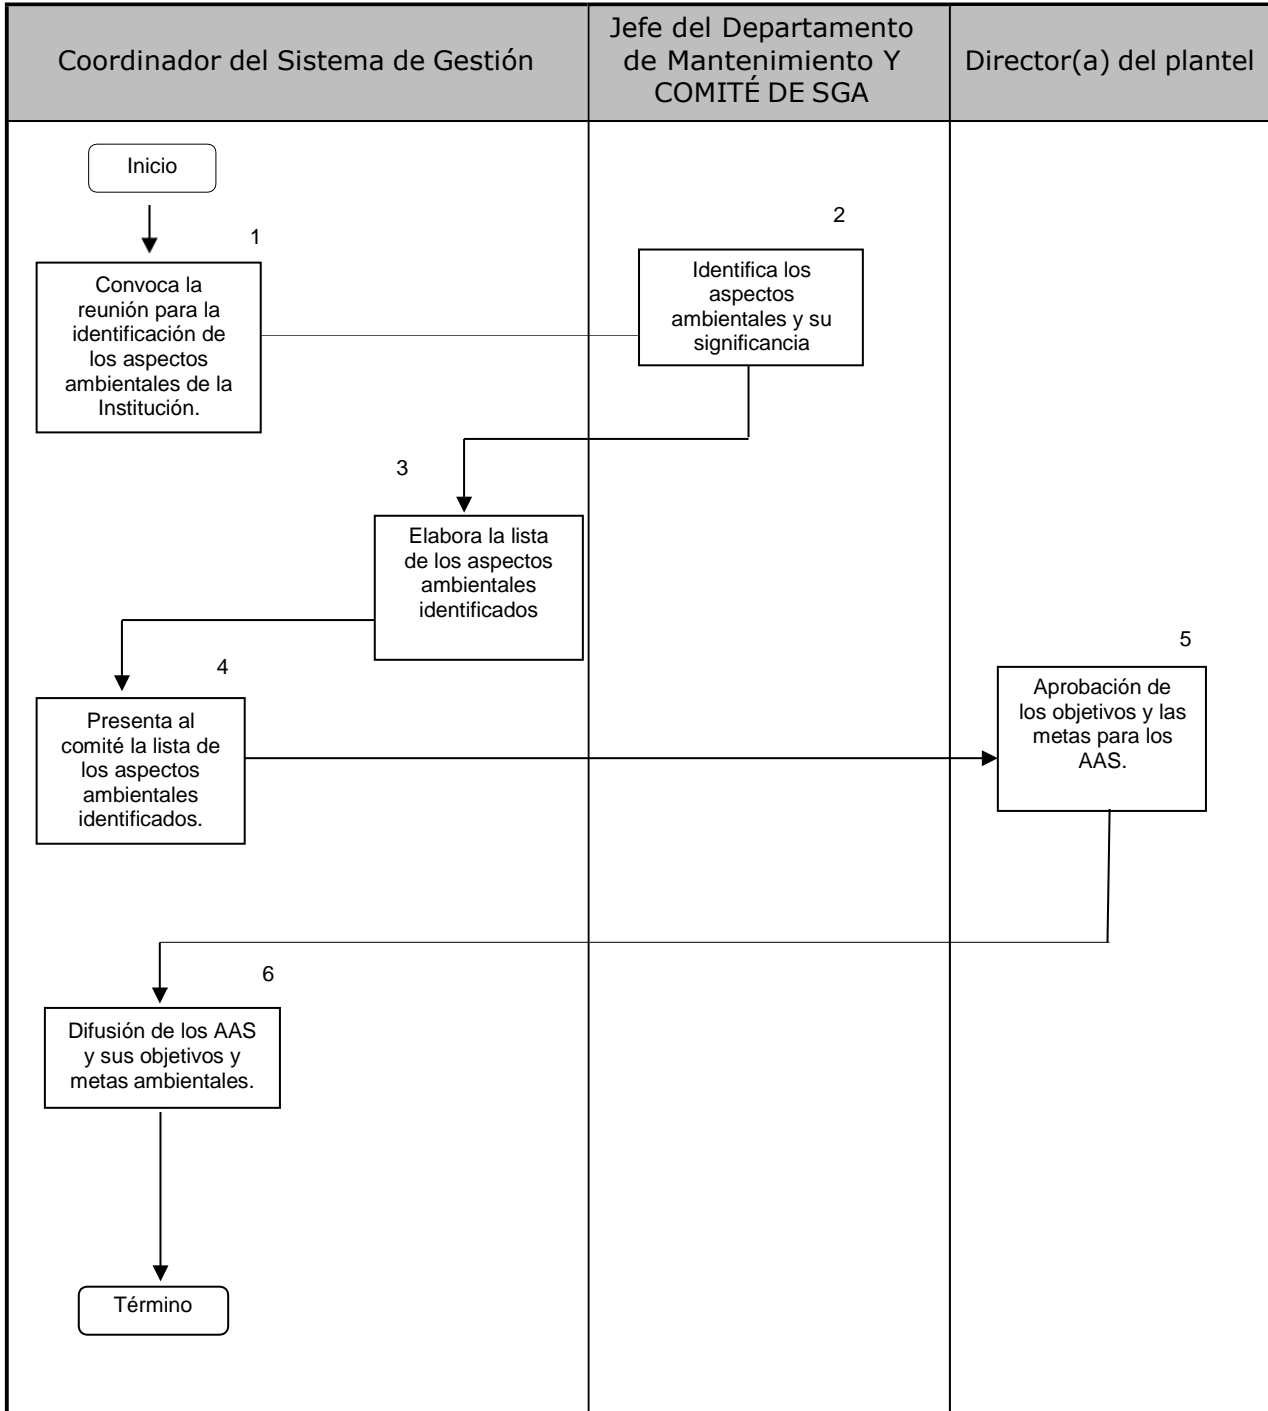 Coordinador del Sistema de Gestión
Jefe del Departamento
de Mantenimiento Y
COMITÉ DE SGA
Director(a) del plantel
Inicio
1
Convoca la
reunión para la
identificación de
los aspectos
ambientales de la
Institución.
2
Identifica los
aspectos
ambientales y su
significancia
3
Elabora la lista
de los aspectos
ambientales
identificados
4
Presenta al
comité la lista de
los aspectos
ambientales
identificados.
5
Aprobación de
los objetivos y las
metas para los
AAS.
6
Difusión de los AAS
y sus objetivos y
metas ambientales.
Término